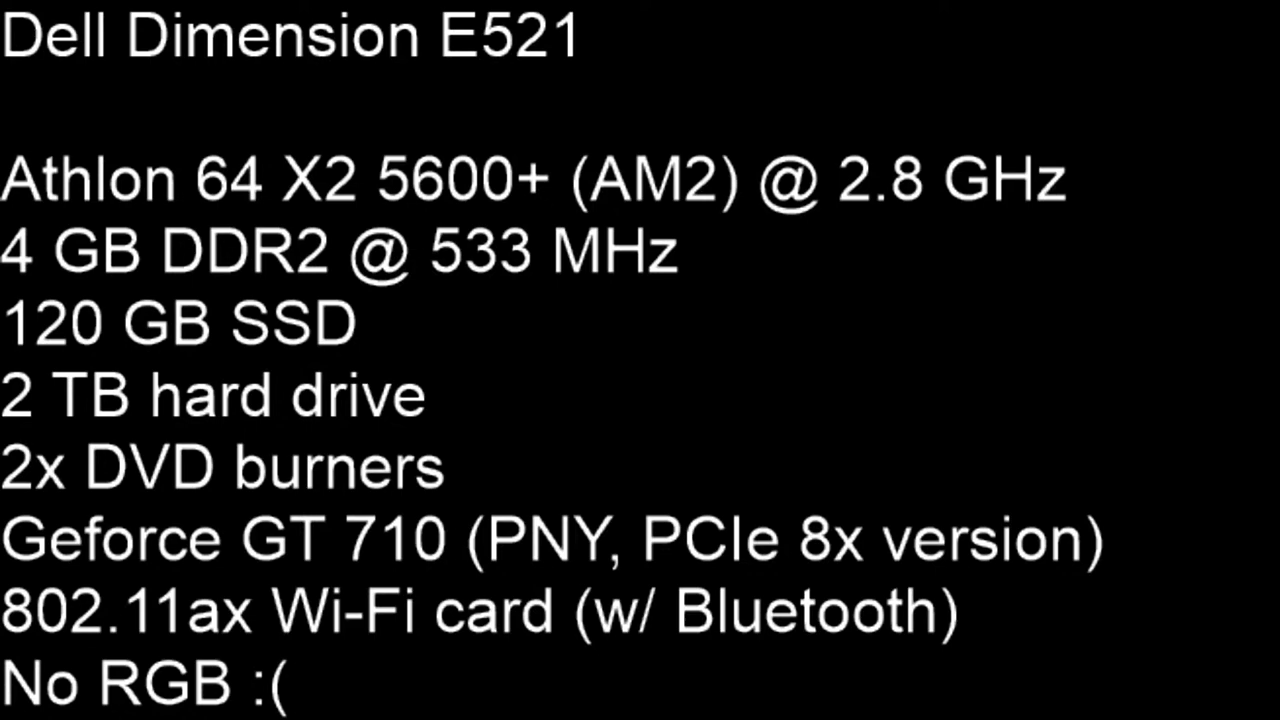 Dell Dimension E521
Athlon 64 X2 5600+ (AM2) @ 2.8 GHz
4 GB DDR2 @ 533 MHz
120 GB SSD
2 TB hard drive
2x DVD burners
Geforce GT 710 (PNY, PCIe 8x version)
802.11ax Wi-Fi card (w/ Bluetooth)
No RGB :(